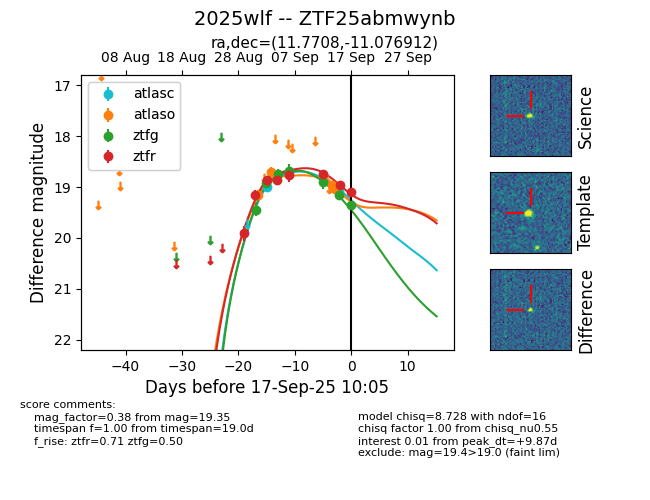 2025wlf -- ZTF25abmwynb
ra,dec=(11.7708,-11.076912)
08 Aug 18 Aug 28 Aug 07 Sep 17 Sep 27 Sep
17
18
19
20
21
22
Difference magnitude
atlasc
atlaso
ztfg
ztfr
−40 −30 −20 −10 0 10
Days before 17-Sep-25 10:05
Science
Template
Difference
score comments:
mag_factor=0.38 from mag=19.35
timespan f=1.00 from timespan=19.0d
f_rise: ztfr=0.71 ztfg=0.50
model chisq=8.728 with ndof=16
chisq factor 1.00 from chisq_nu0.55
interest 0.01 from peak_dt=+9.87d
exclude: mag=19.4>19.0 (faint lim)